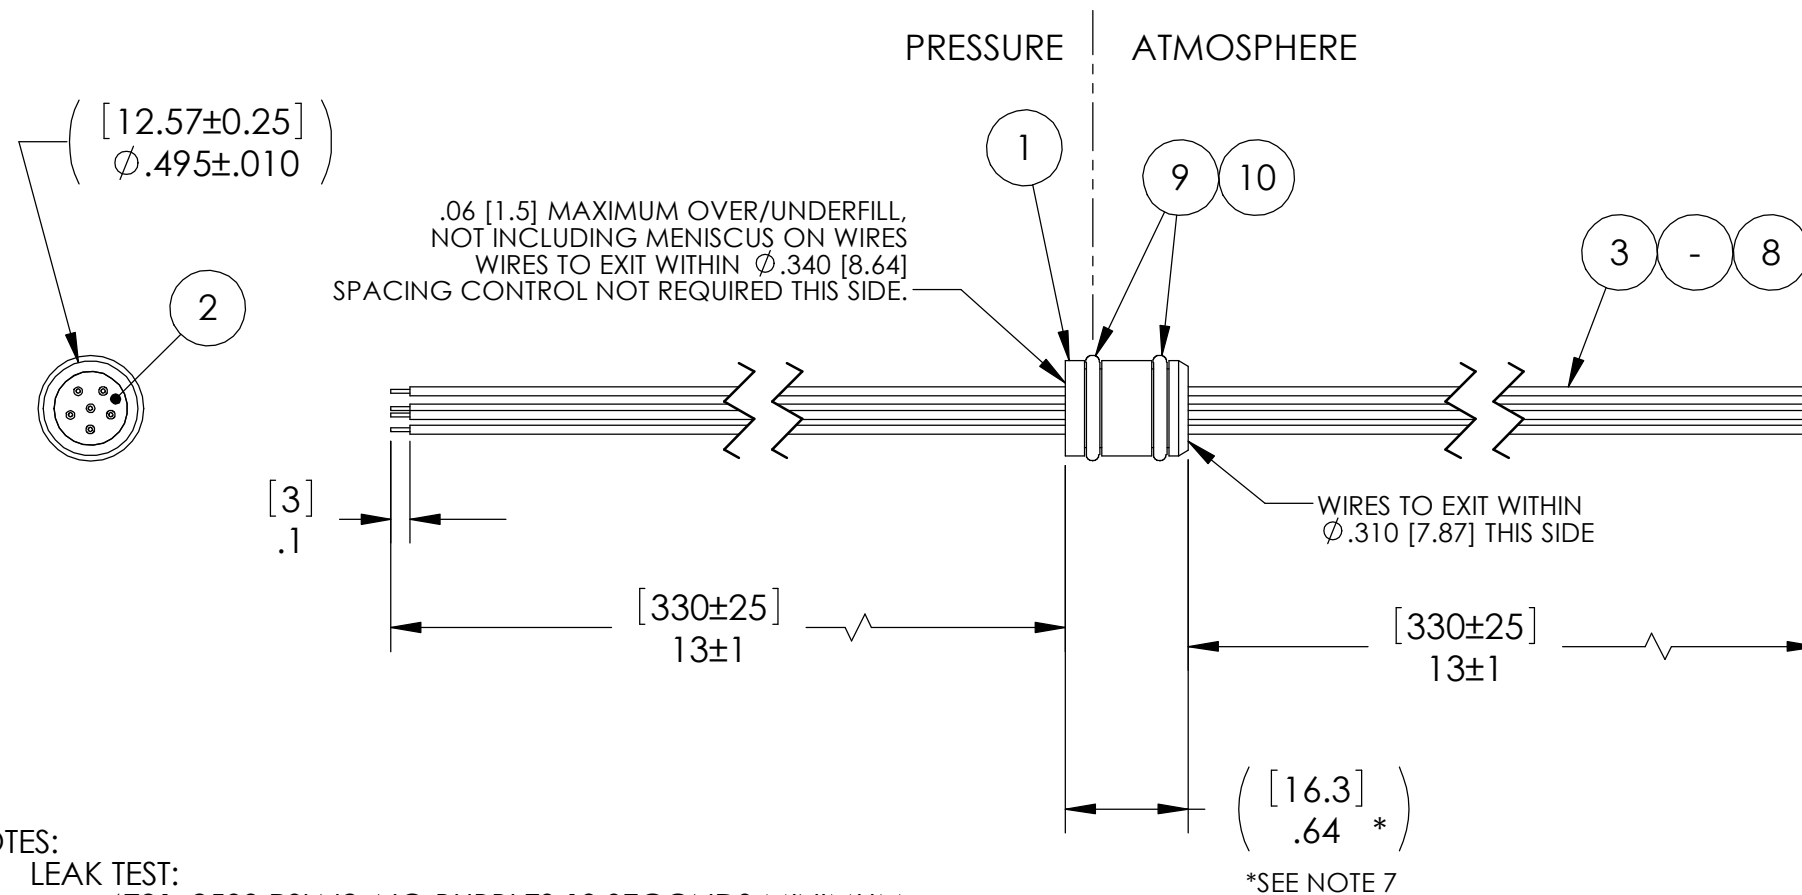 PRESSURE ATMOSPHERE
[12.57±0.25]
Ø.495±.010
1
9 10
.06 [1.5] MAXIMUM OVER/UNDERFILL,
NOT INCLUDING MENISCUS ON WIRES
WIRES TO EXIT WITHIN Ø.340 [8.64]
SPACING CONTROL NOT REQUIRED THIS SIDE.
3 - 8
2
[3]
.1
WIRES TO EXIT WITHIN
Ø.310 [7.87] THIS SIDE
[330±25]
13±1
[330±25]
13±1
[16.3]
.64 *
*SEE NOTE 7
OTES:
LEAK TEST: